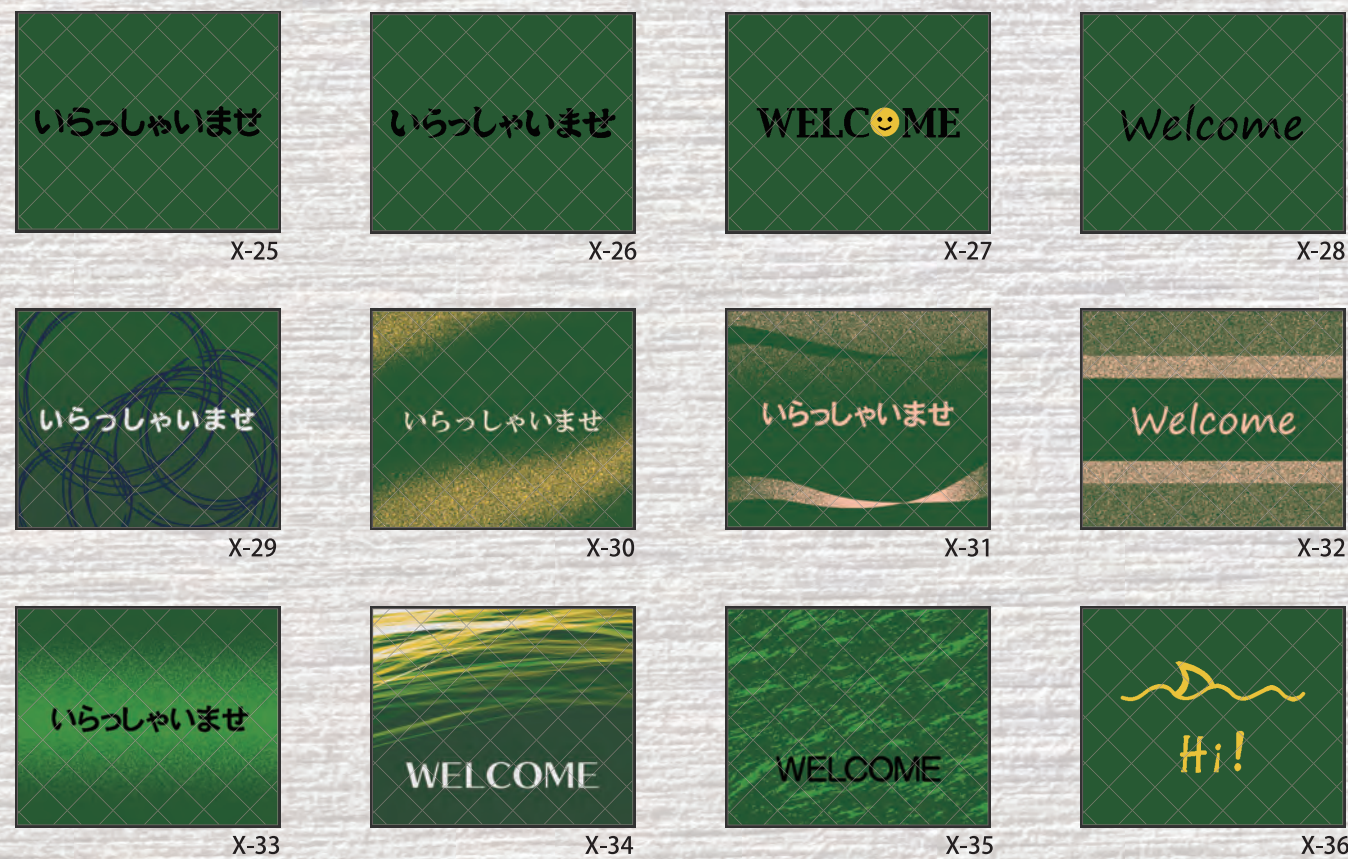 いらっしゃいませ
X-25
いらっしゃいませ
X-26
WELCOME
X-27
Welcome
X-28
いらっしゃいませ
X-29
いらっしゃいませ
X-30
いらっしゃいませ
X-31
Welcome
X-32
いらっしゃいませ
X-33
WELCOME
X-34
WELCOME
X-35
Hi!
X-36